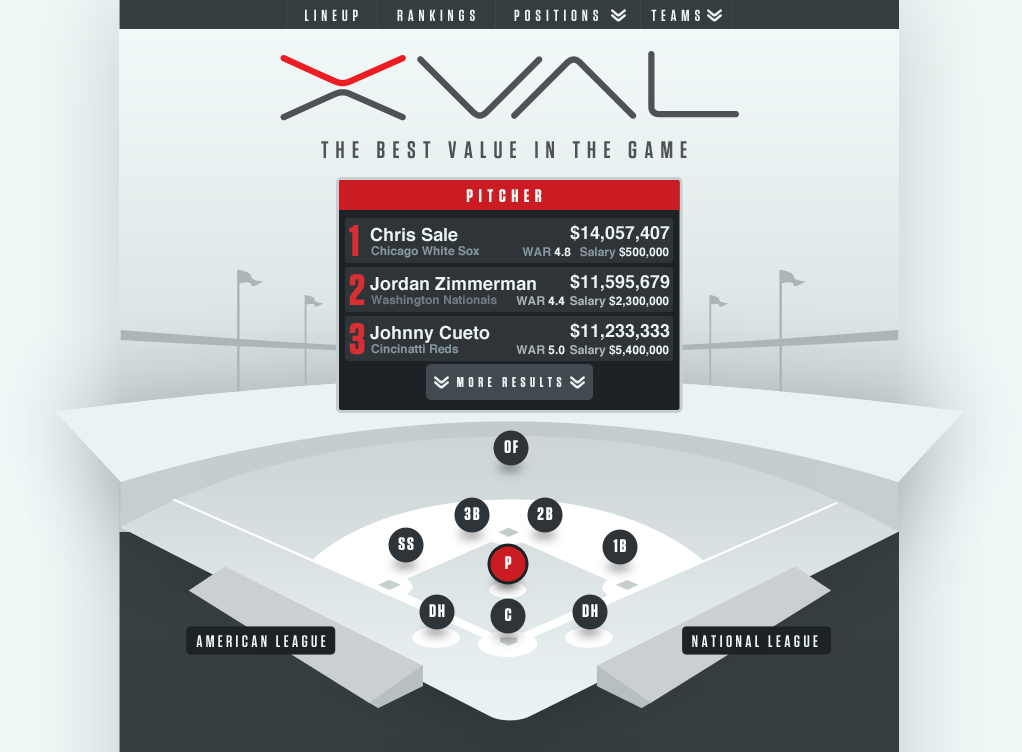 LINEUP RANKINGS POSITIONS TEAMS
XVAL
THE BEST VALUE IN THE GAME
PITCHER
1 Chris Sale $14,057,407
Chicago White Sox WAR 4.8 Salary $500,000
2 Jordan Zimmerman $11,595,679
Washington Nationals WAR 4.4 Salary $2,300,000
3 Johnny Cueto $11,233,333
Cincinatti Reds WAR 5.0 Salary $5,400,000
MORE RESULTS
OF
3B 2B
SS 1B
P
DH C DH
AMERICAN LEAGUE NATIONAL LEAGUE